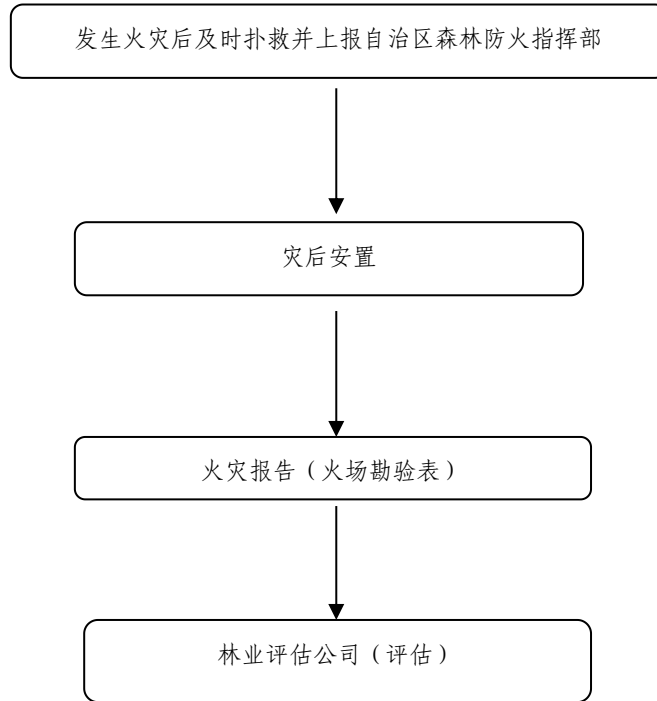 发生火灾后及时扑救并上报自治区森林防火指挥部
灾后安置
火灾报告（火场勘验表）
林业评估公司（评估）